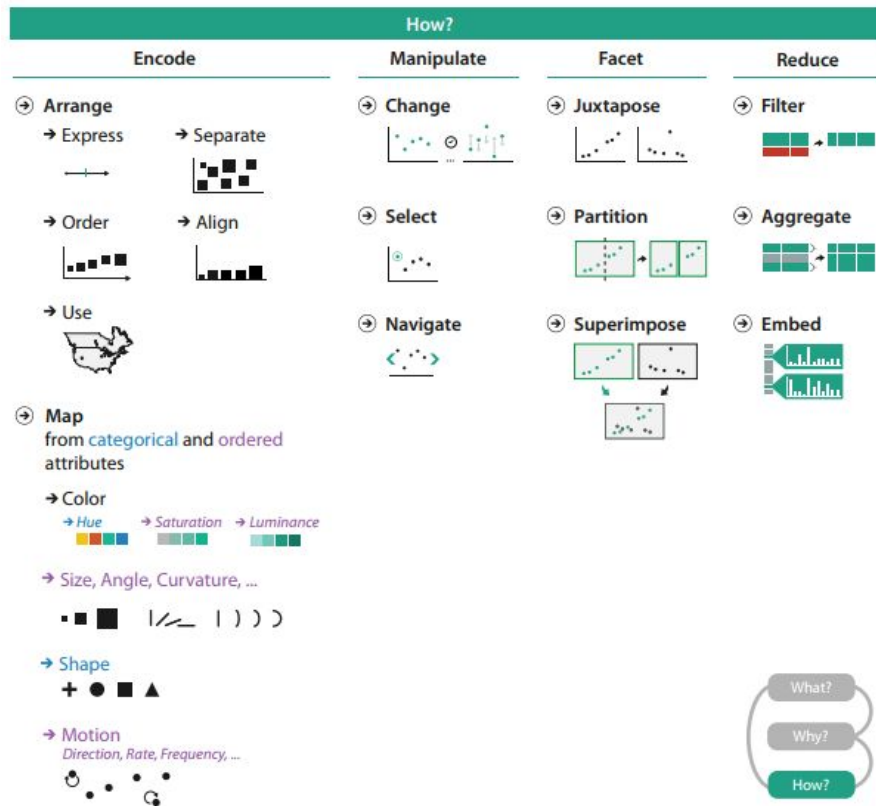 How?
Encode
Manipulate
Facet
Reduce
Arrange
Express
Separate
Order
Align
Use
Map
from categorical and ordered
attributes
Color
Hue
Saturation
Luminance
Size, Angle, Curvature, ...
Shape
Motion
Direction, Rate, Frequency, ...
Change
...
Select
Navigate
Juxtapose
Partition
Superimpose
Filter
Aggregate
Embed
What?
Why?
How?